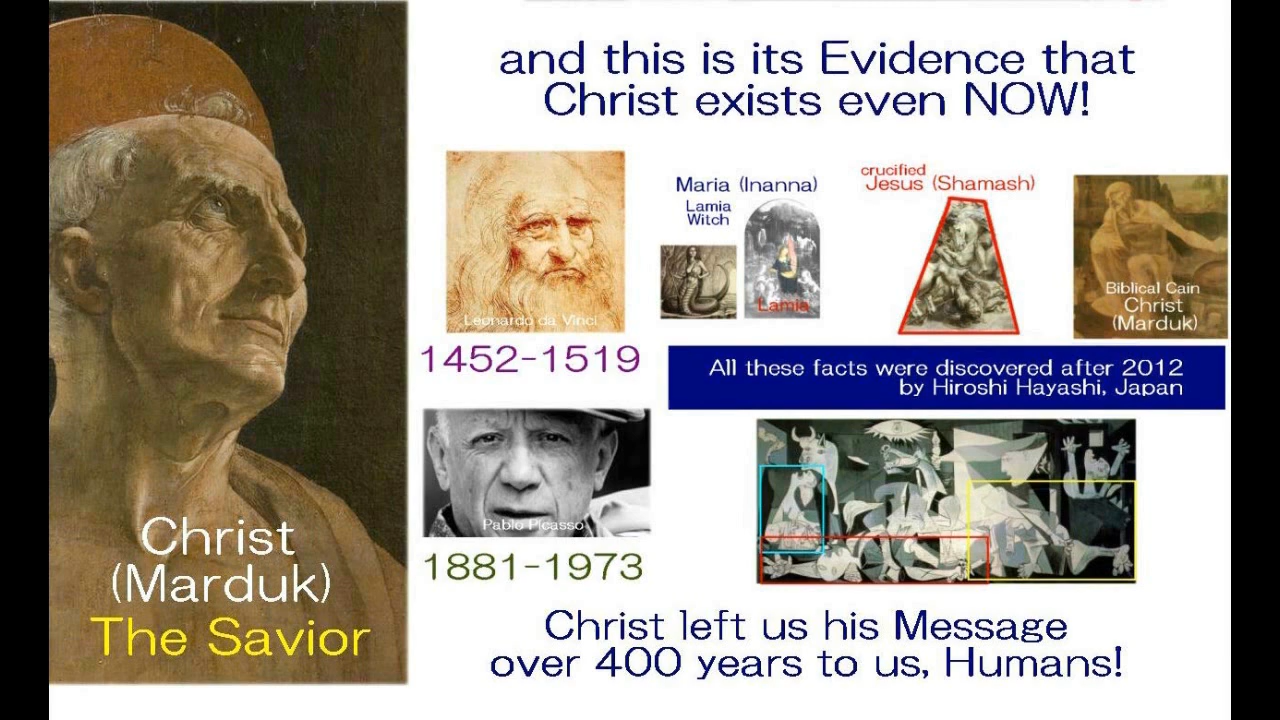 and this is its Evidence that
Christ exists even NOW!
Leonardo da Vinci
1452-1519
Maria (Inanna)
Lamia
Witch
Lamia
crucified
Jesus (Shamash)
Biblical Cain
Christ
(Marduk)
All these facts were discovered after 2012
by Hiroshi Hayashi, Japan
Pablo Picasso
1881-1973
Christ
(Marduk)
The Savior
Christ left us his Message
over 400 years to us, Humans!